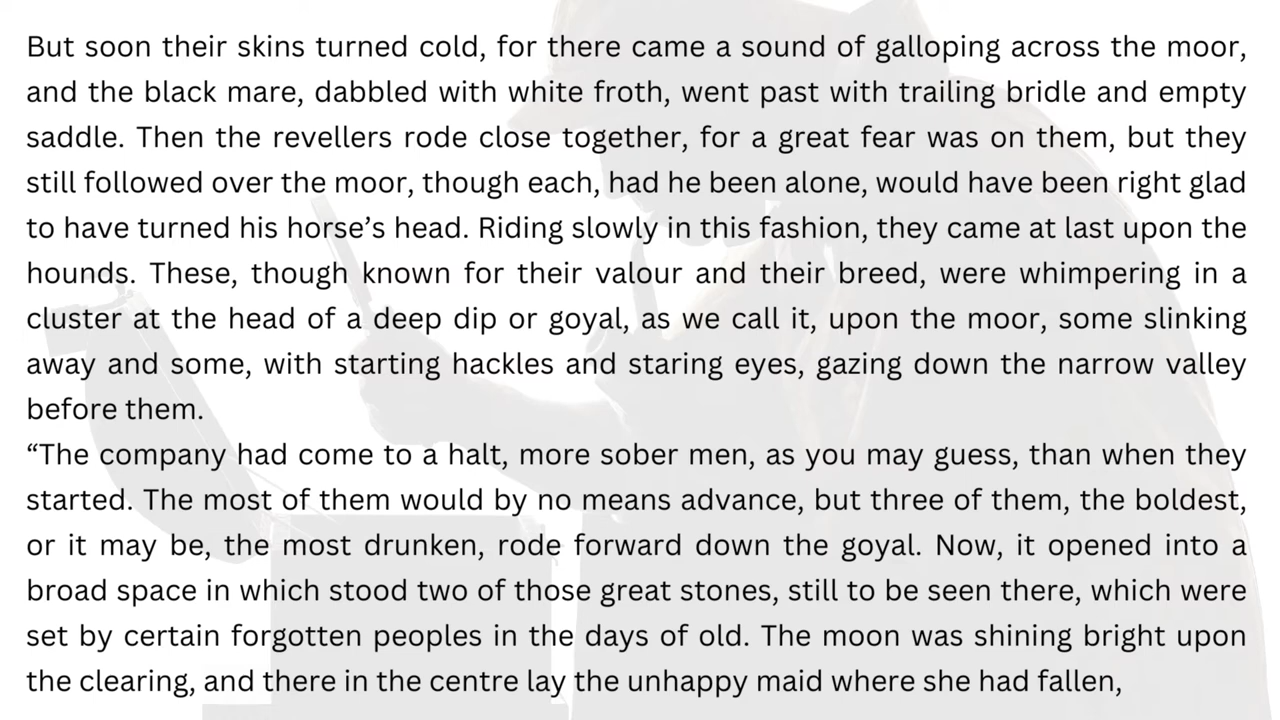 But soon their skins turned cold, for there came a sound of galloping across the moor,
and the black mare, dabbled with white froth, went past with trailing bridle and empty
saddle. Then the revellers rode close together, for a great fear was on them, but they
still followed over the moor, though each, had he been alone, would have been right glad
to have turned his horse’s head. Riding slowly in this fashion, they came at last upon the
hounds. These, though known for their valour and their breed, were whimpering in a
cluster at the head of a deep dip or goyal, as we call it, upon the moor, some slinking
away and some, with starting hackles and staring eyes, gazing down the narrow valley
before them.
“The company had come to a halt, more sober men, as you may guess, than when they
started. The most of them would by no means advance, but three of them, the boldest,
or it may be, the most drunken, rode forward down the goyal. Now, it opened into a
broad space in which stood two of those great stones, still to be seen there, which were
set by certain forgotten peoples in the days of old. The moon was shining bright upon
the clearing, and there in the centre lay the unhappy maid where she had fallen,